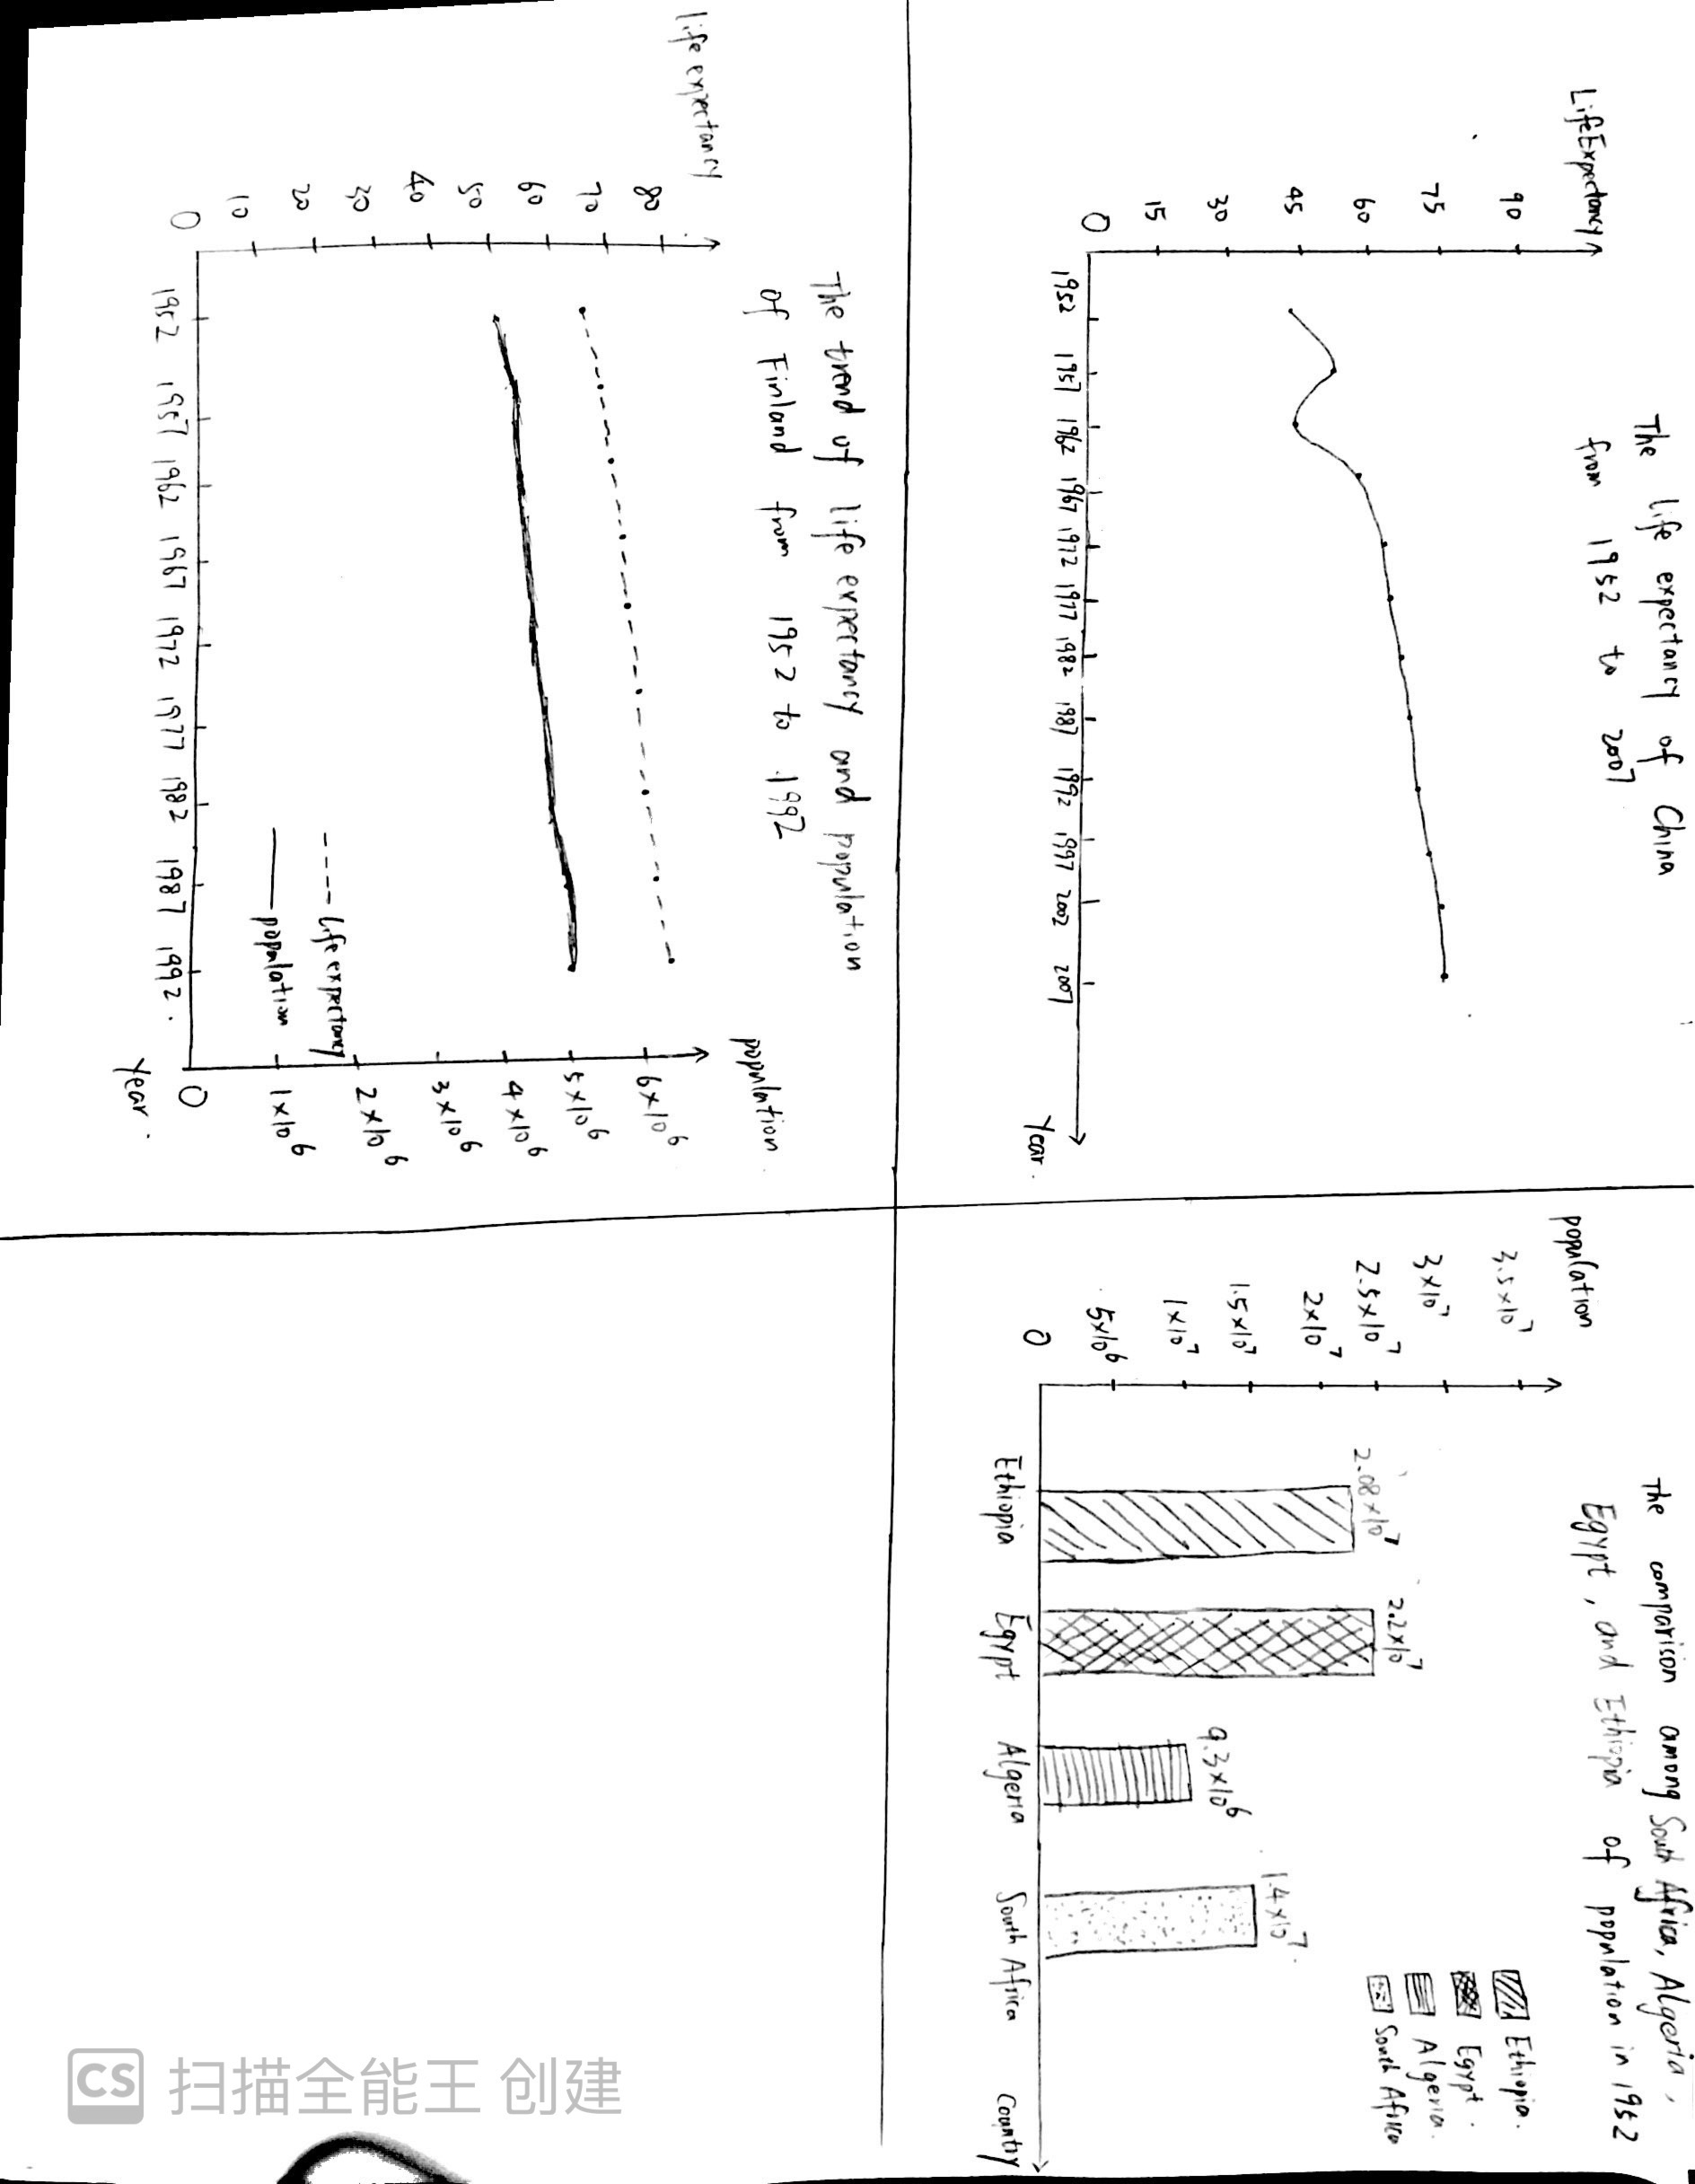 The life expectancy of China
from 1952 to 2007
LifeExpectancy
90
75
60
45
30
15
0
1952 1957 1962 1967 1972 1977 1982 1987 1992 1997 2002 2007
Year.
The comparision among South Africa, Algeria,
Egypt, and Ethiopia of population in 1952
population
3.5×10^7
3×10^7
2.5×10^7
2×10^7
1.5×10^7
1×10^7
5×10^6
0
2.08×10^7
2.2×10^7
9.3×10^6
1.4×10^7.
Ethiopia.
Egypt.
Algeria.
South Africa
Ethiopia Egypt Algeria South Africa Country
The trend of life expectancy and population
of Finland from 1952 to 1992
life expectancy
80
70
60
50
40
30
20
10
0
population
6×10^6
5×10^6
4×10^6
3×10^6
2×10^6
1×10^6
0
life expectancy
population
1952 1957 1962 1967 1972 1977 1982 1987 1992.
Year.
CS 扫描全能王 创建